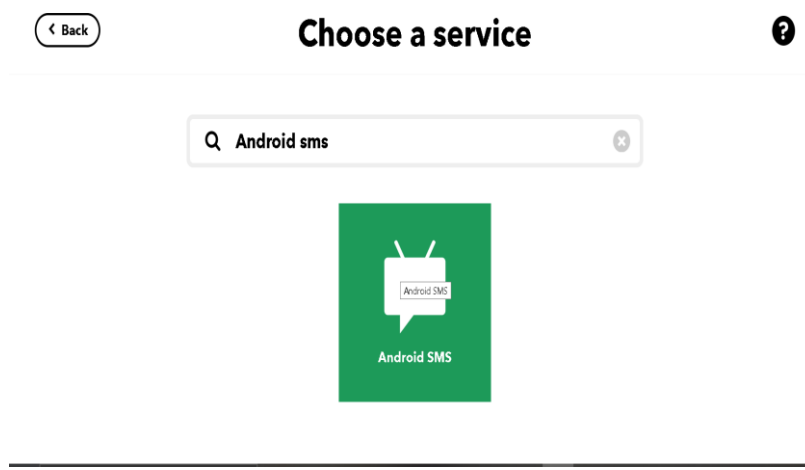 Back
Choose a service
?
Android sms
Android SMS
Android SMS